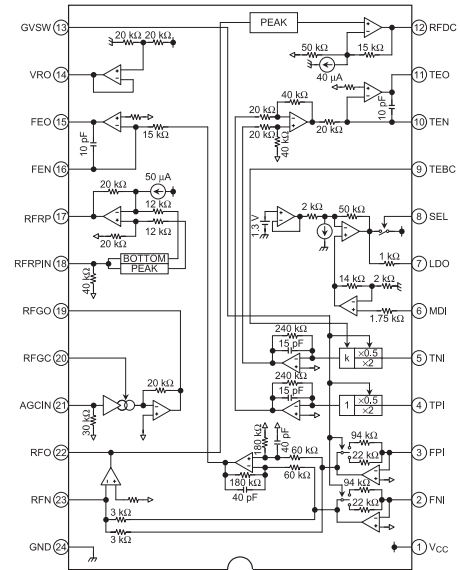 GVSW 13
PEAK
12 RFDC
20 kΩ 20 kΩ
50 kΩ 15 kΩ
40 µA
VRO 14
11 TEO
40 kΩ
20 kΩ
20 kΩ
20 kΩ
40 kΩ
10 pF
FEO 15
10 pF
15 kΩ
10 TEN
FEN 16
9 TEBC
20 kΩ 50 µA
12 kΩ
12 kΩ
20 kΩ
RFRP 17
1.3 V
2 kΩ 50 kΩ
8 SEL
1 kΩ
7 LDO
BOTTOM
PEAK
RFRPIN 18
40 kΩ
14 kΩ 2 kΩ
1.75 kΩ
6 MDI
RFGO 19
240 kΩ
15 pF
k ×0.5
×2
5 TNI
RFGC 20
20 kΩ
240 kΩ
15 pF
1 ×0.5
×2
4 TPI
AGCIN 21
30 kΩ
RFO 22
180 kΩ
40 pF
60 kΩ
60 kΩ
180 kΩ
40 pF
94 kΩ
22 kΩ
3 FPI
RFN 23
3 kΩ
3 kΩ
94 kΩ
22 kΩ
2 FNI
GND 24
1 VCC